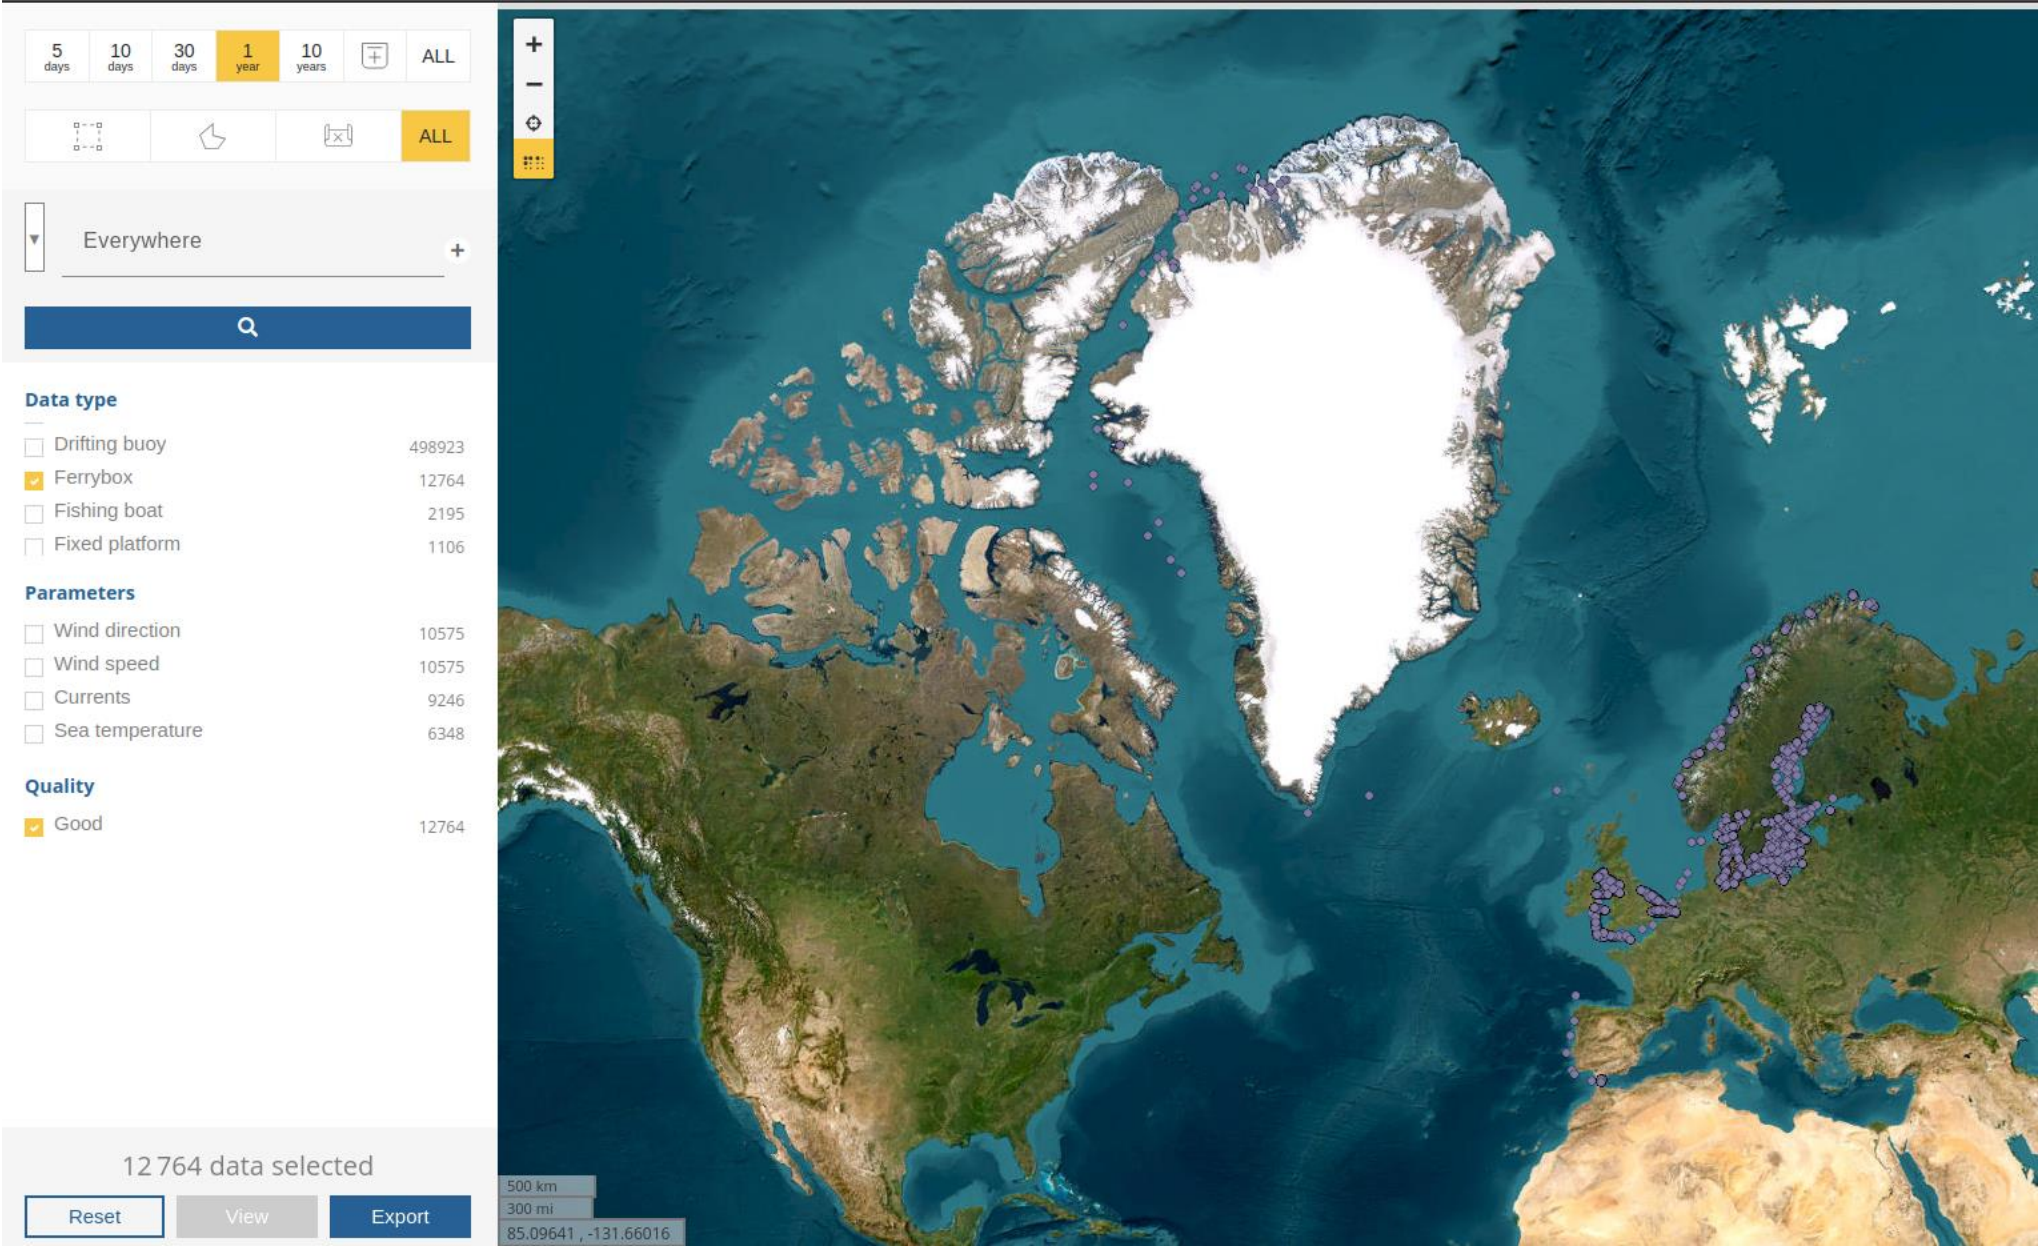 5 days
10 days
30 days
1 year
10 years
ALL
ALL
Everywhere
Data type
Drifting buoy 498923
Ferrybox 12764
Fishing boat 2195
Fixed platform 1106
Parameters
Wind direction 10575
Wind speed 10575
Currents 9246
Sea temperature 6348
Quality
Good 12764
12 764 data selected
Reset
View
Export
500 km
300 mi
85.09641 , -131.66016